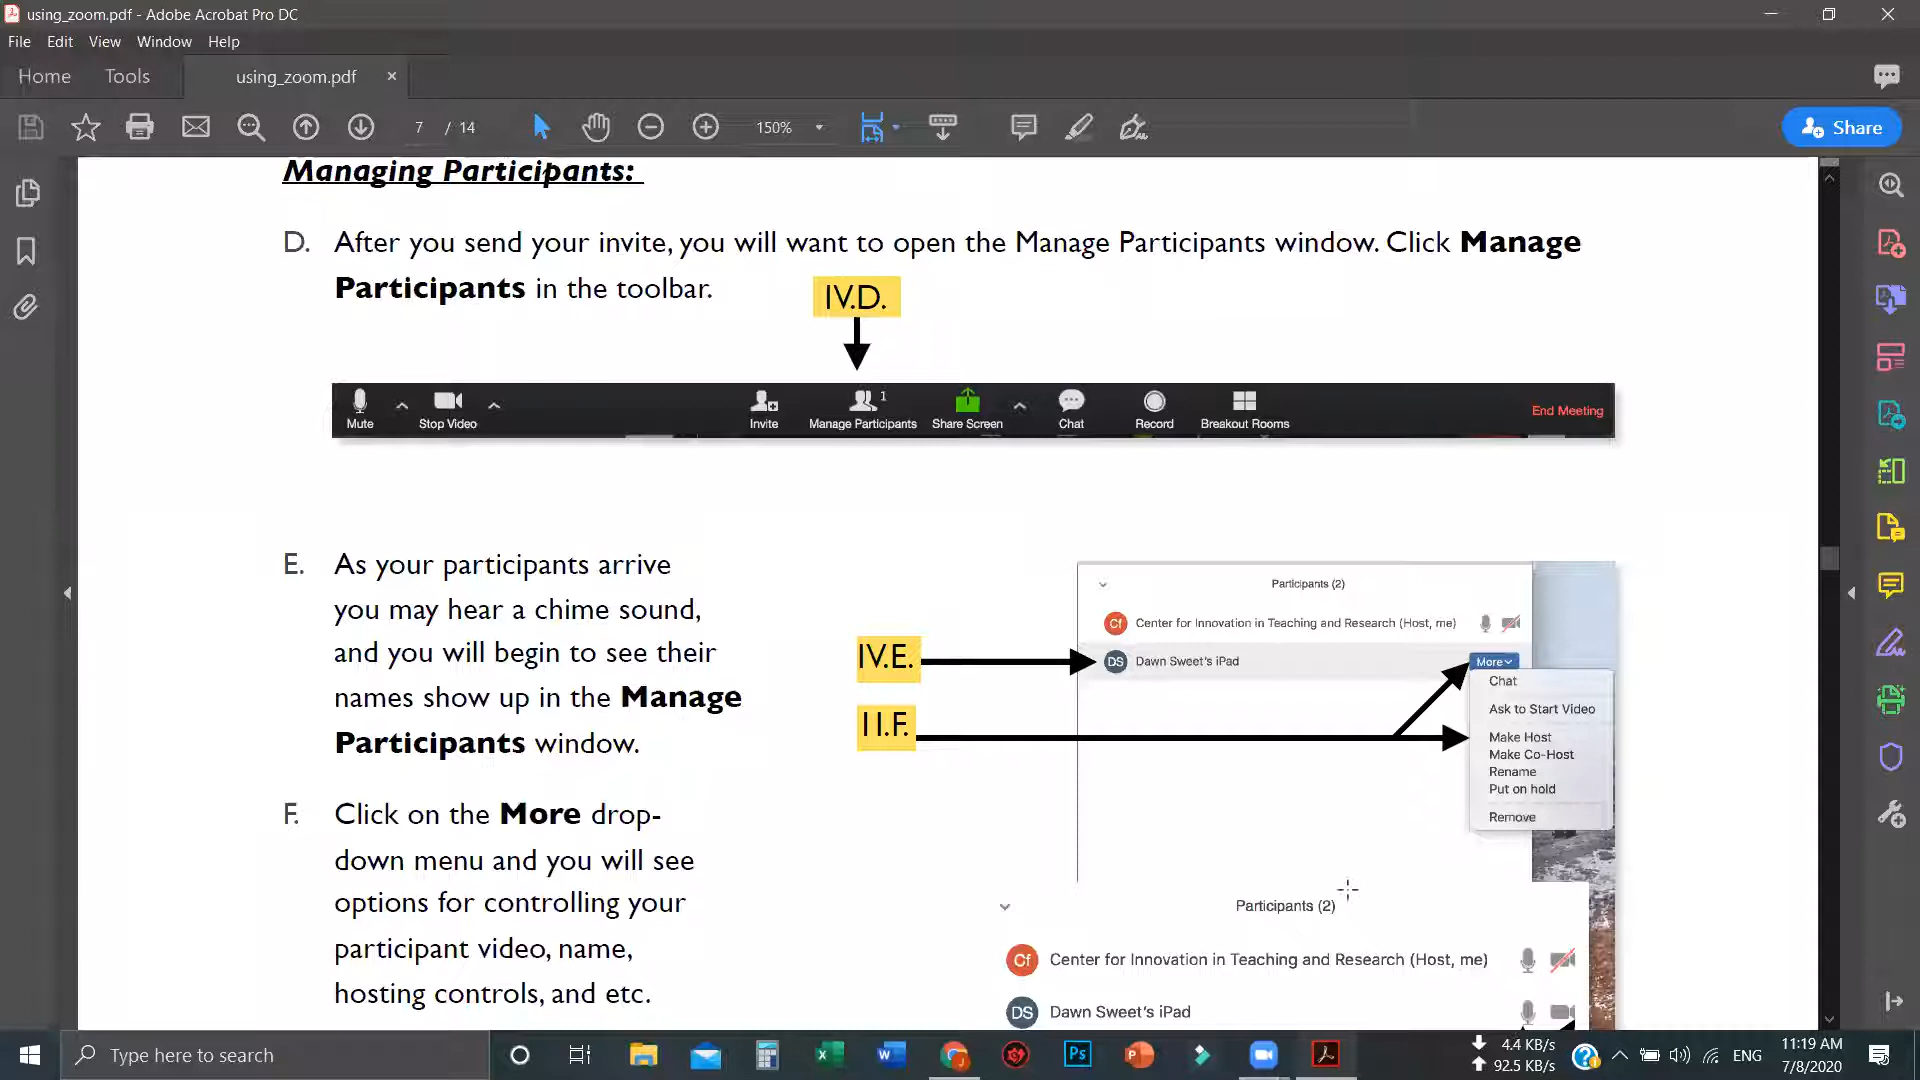 using_zoom.pdf - Adobe Acrobat Pro DC
File Edit View Window Help
Home Tools using_zoom.pdf ×
7 / 14 150% Share
Managing Participants:
D. After you send your invite, you will want to open the Manage Participants window. Click Manage
Participants in the toolbar.
IV.D.
Mute Stop Video Invite Manage Participants 1 Share Screen Chat Record Breakout Rooms End Meeting
E. As your participants arrive
you may hear a chime sound,
and you will begin to see their
names show up in the Manage
Participants window.
Participants (2)
Cf Center for Innovation in Teaching and Research (Host, me)
IV.E.
DS Dawn Sweet's iPad
More
I I.F.
Chat
Ask to Start Video
Make Host
Make Co-Host
Rename
Put on hold
Remove
F. Click on the More drop-
down menu and you will see
options for controlling your
participant video, name,
hosting controls, and etc.
Participants (2)
Cf Center for Innovation in Teaching and Research (Host, me)
DS Dawn Sweet's iPad
Type here to search
4.4 KB/s
92.5 KB/s
ENG
11:19 AM
7/8/2020